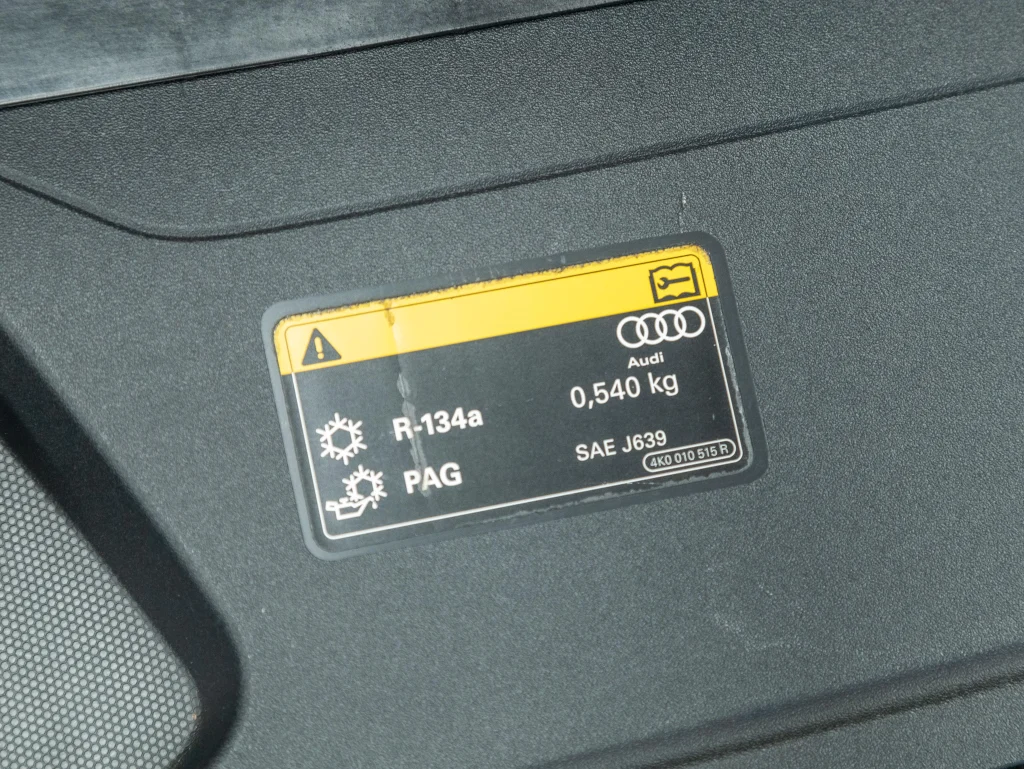 Audi
R-134a 0,540 kg
PAG SAE J639
4K0 010 515 R